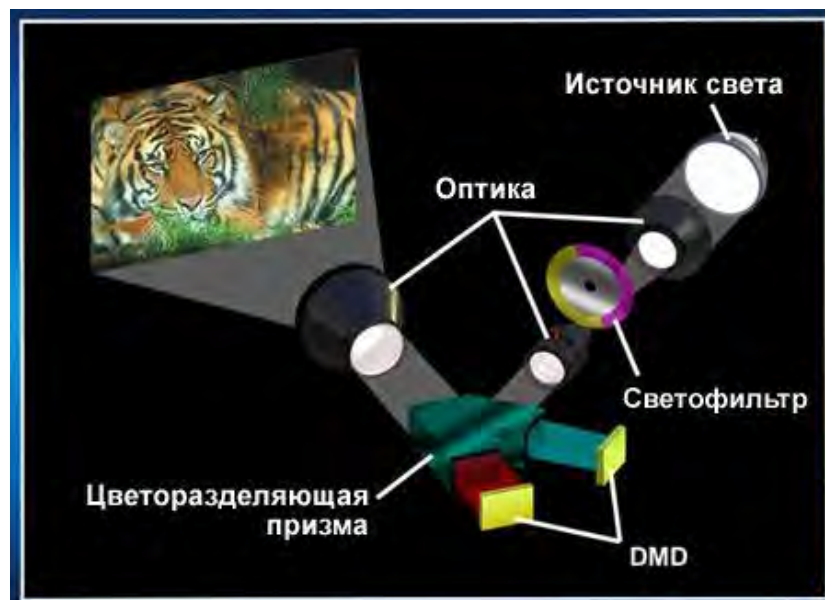 Источник света
Оптика
Светофильтр
Цветоразделяющая
призма
DMD